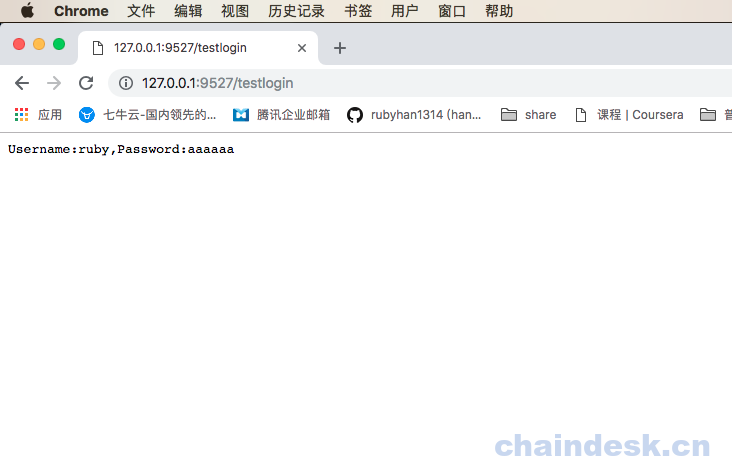 Chrome 文件 编辑 视图 历史记录 书签 用户 窗口 帮助
127.0.0.1:9527/testlogin
127.0.0.1:9527/testlogin
应用 七牛云-国内领先的... 腾讯企业邮箱 rubyhan1314 (han... share 课程 | Coursera 普
Username:ruby,Password:aaaaaa
chaindesk.cn